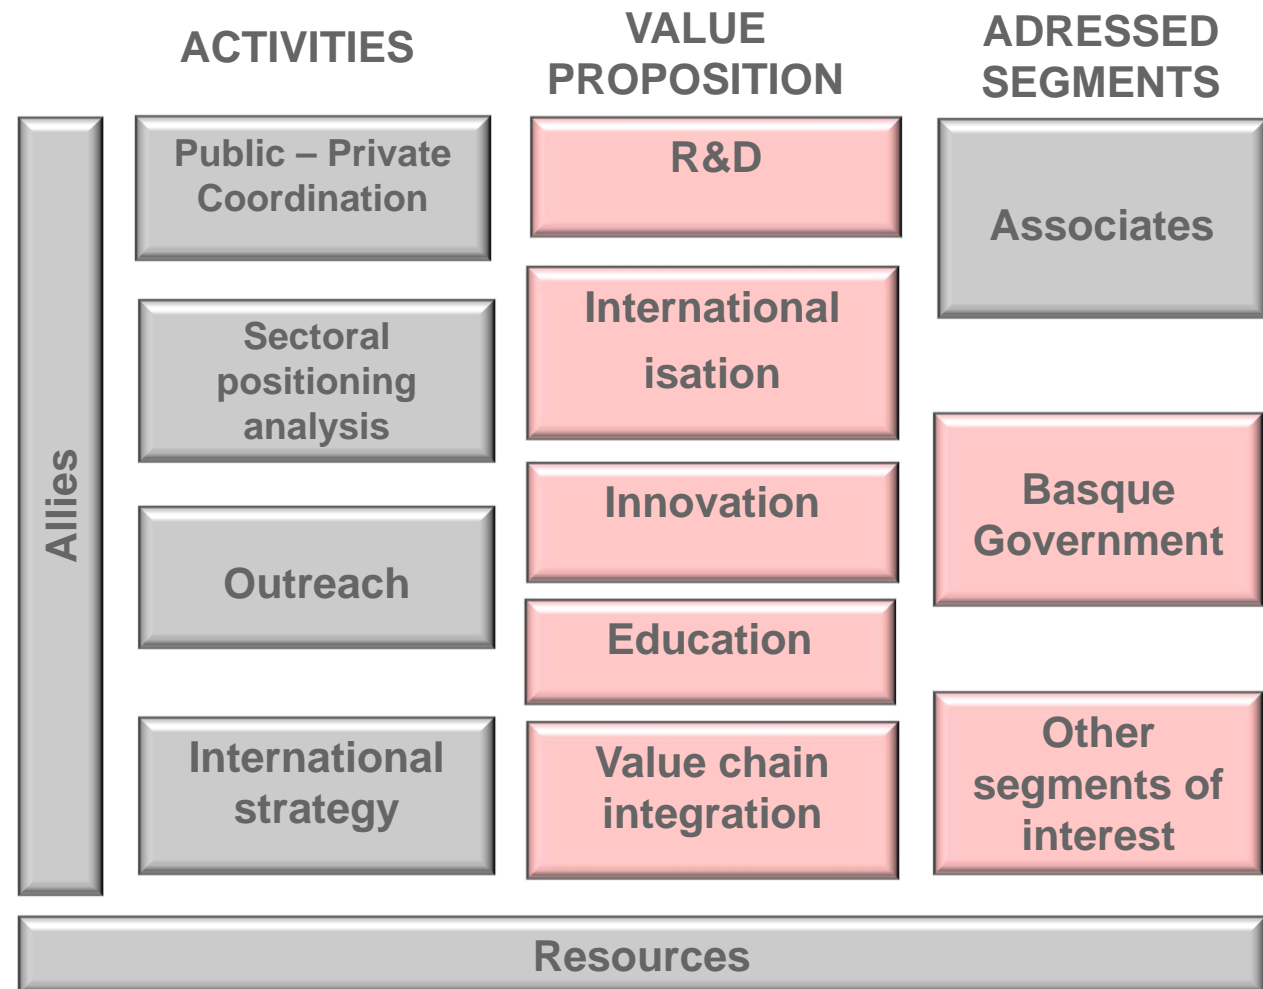 ACTIVITIES
VALUE
PROPOSITION
ADRESSED
SEGMENTS
Allies
Public – Private
Coordination
Sectoral
positioning
analysis
Outreach
International
strategy
R&D
International
isation
Innovation
Education
Value chain
integration
Associates
Basque
Government
Other
segments of
interest
Resources